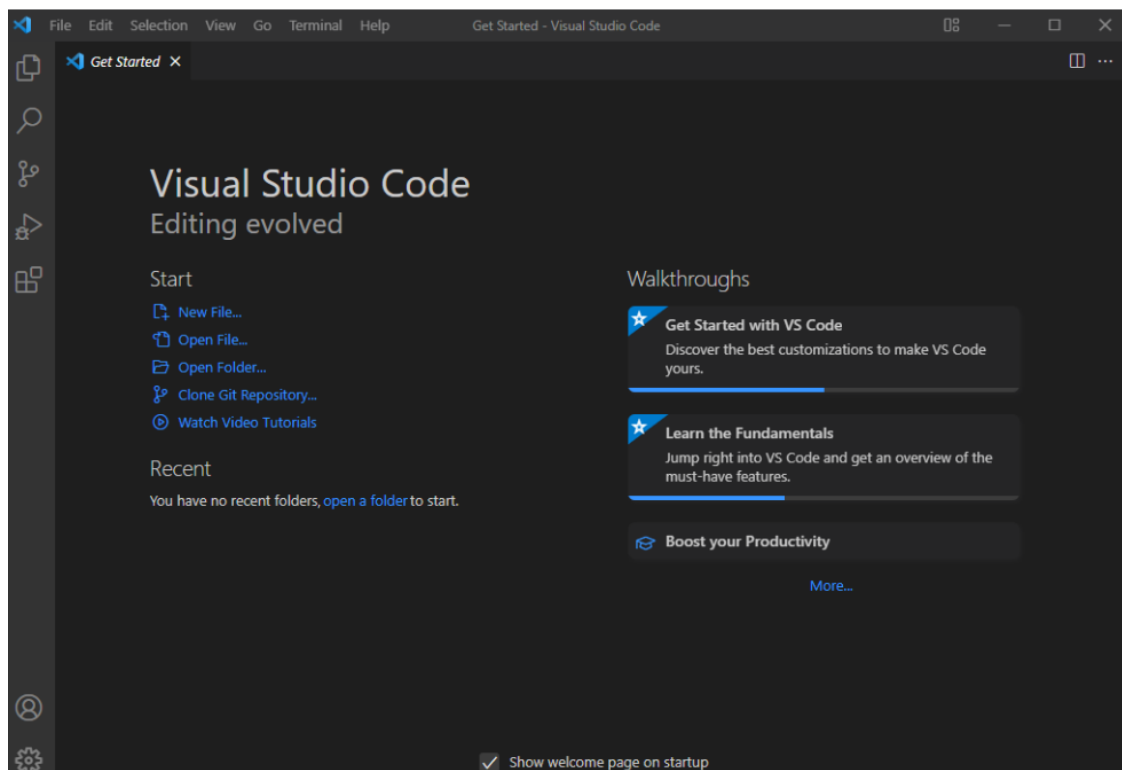 File Edit Selection View Go Terminal Help Get Started - Visual Studio Code
Get Started
Visual Studio Code
Editing evolved
Start
New File...
Open File...
Open Folder...
Clone Git Repository...
Watch Video Tutorials
Recent
You have no recent folders, open a folder to start.
Walkthroughs
Get Started with VS Code
Discover the best customizations to make VS Code
yours.
Learn the Fundamentals
Jump right into VS Code and get an overview of the
must-have features.
Boost your Productivity
More...
Show welcome page on startup